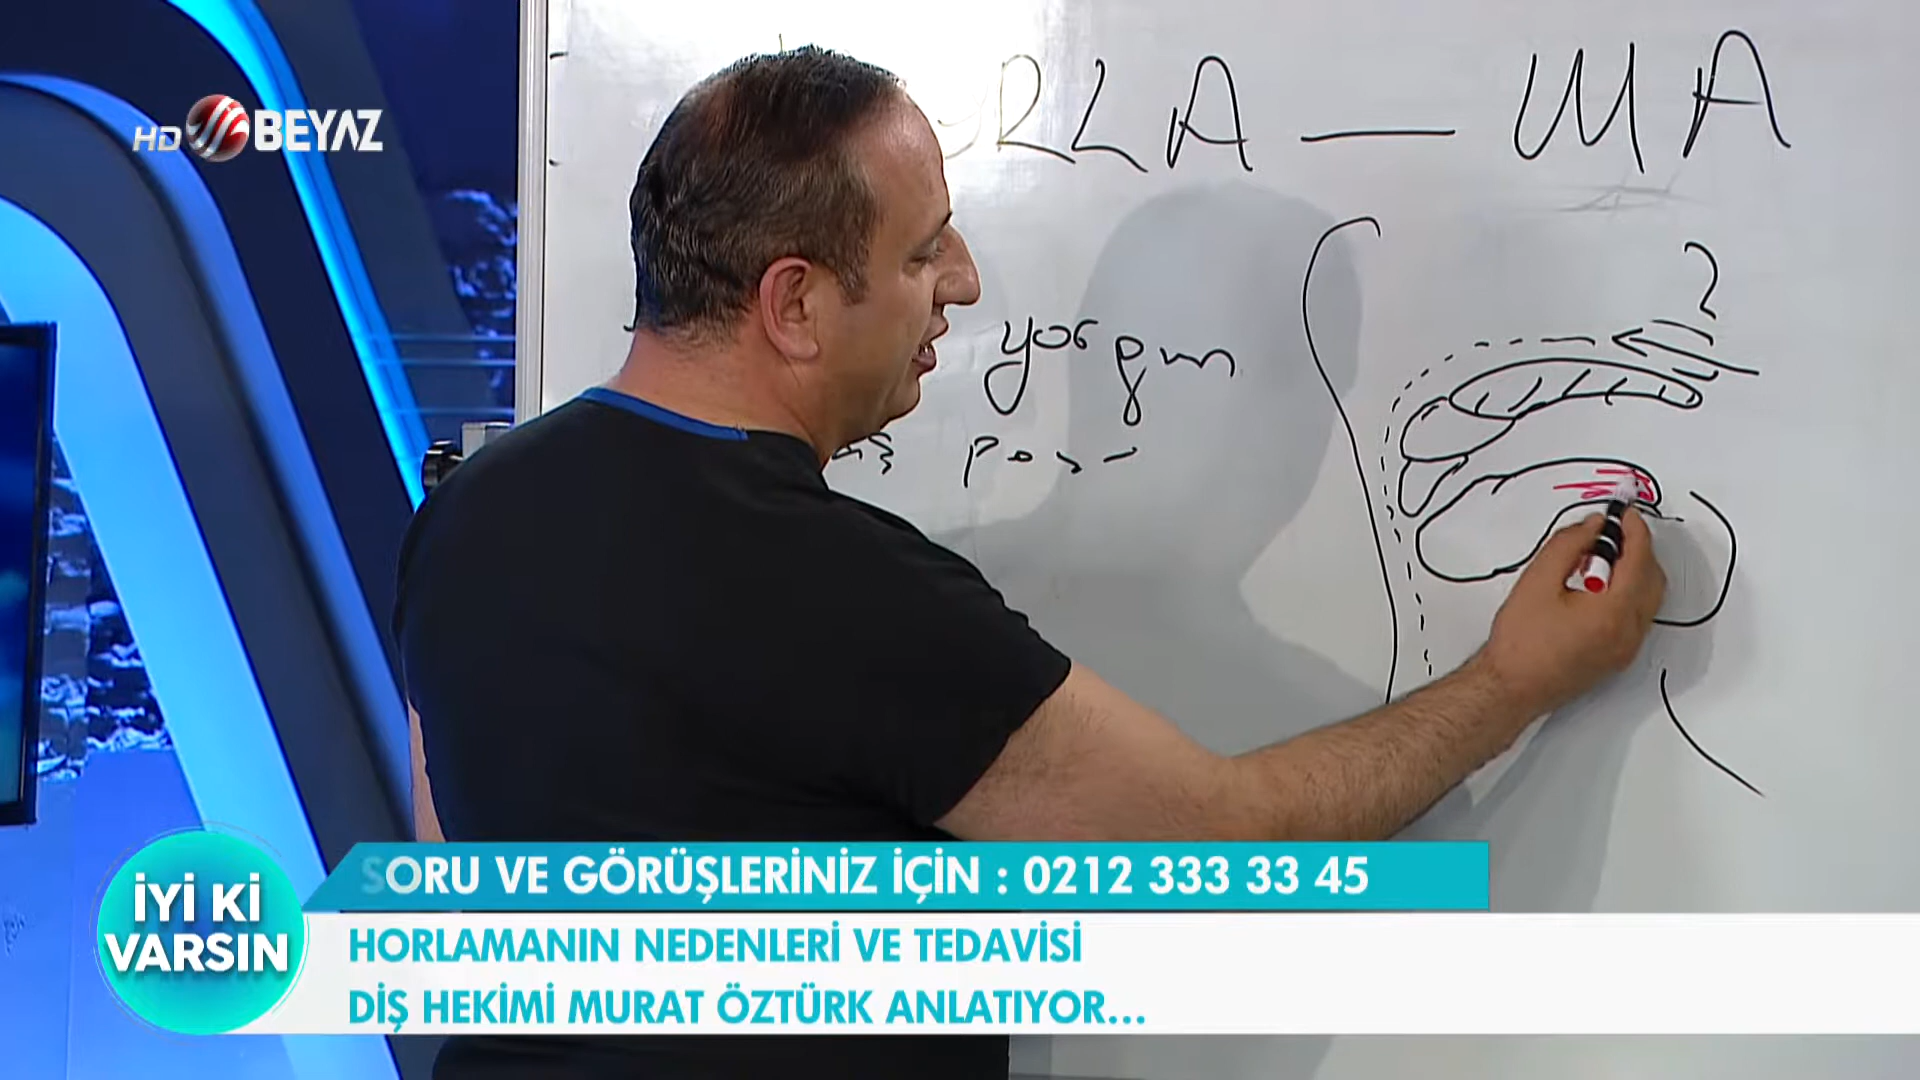 HD BEYAZ
RLA — MA
?
yorgun
SORU VE GÖRÜŞLERİNİZ İÇİN : 0212 333 33 45
İYİ Kİ
VARSIN
HORLAMANIN NEDENLERİ VE TEDAVİSİ
DİŞ HEKİMİ MURAT ÖZTÜRK ANLATIYOR...